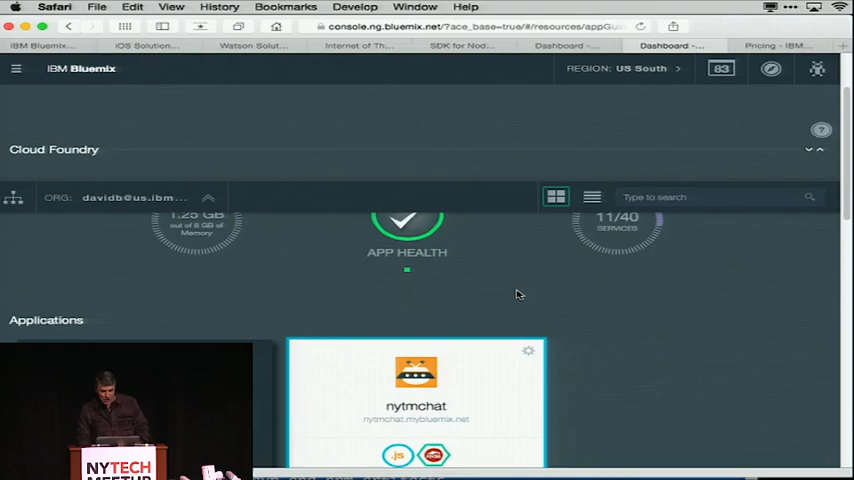 Safari File Edit View History Bookmarks Develop Window Help
console.ng.bluemix.net/?ace_base=true/#/resources/appGui
IBM Bluemix... iOS Solution... Watson Solut... Internet of Th... SDK for Nod... Dashboard -... Dashboard -... Pricing - IBM...
IBM Bluemix REGION: US South 83
Cloud Foundry ?
ORG: davidb@us.ibm... Type to search
1.25 GB
out of 8 GB of
Memory
11/40
SERVICES
APP HEALTH
Applications
nytmchat
nytmchat.mybluemix.net
.js
NYTECH
MEETUP